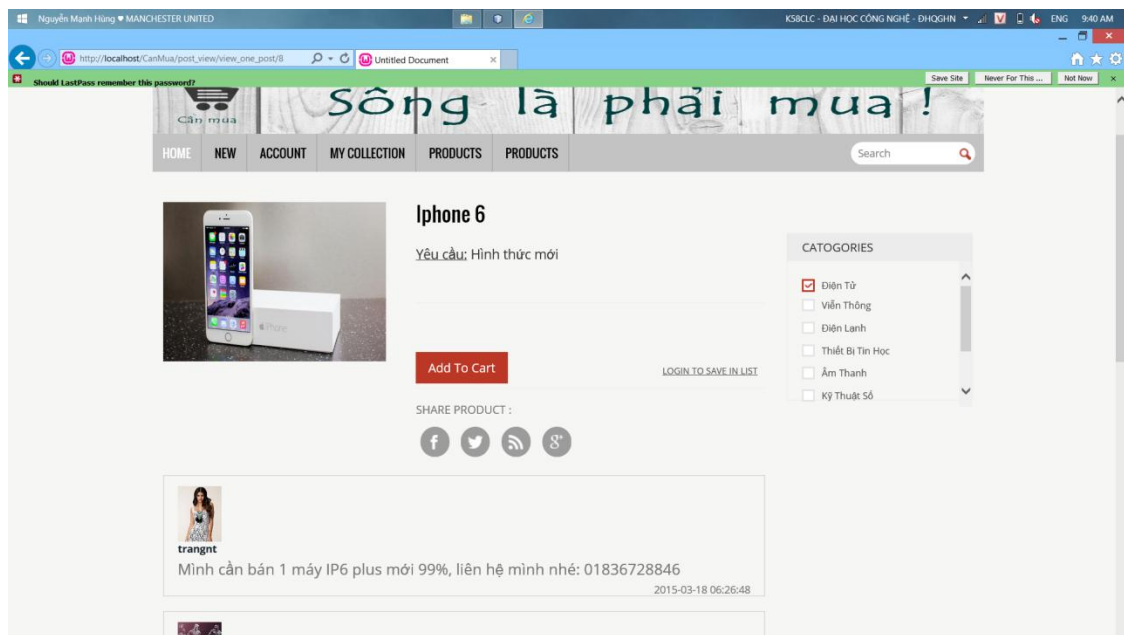 Nguyễn Mạnh Hùng ♥ MANCHESTER UNITED
K58CLC - ĐẠI HỌC CÔNG NGHỆ - ĐHQGHN
ENG 9:40 AM
http://localhost/CanMua/post_view/view_one_post/8
Untitled Document
Should LastPass remember this password?
Save Site
Never For This ...
Not Now
Cần mua
Sông là phải mua !
HOME NEW ACCOUNT MY COLLECTION PRODUCTS PRODUCTS
Search
Iphone 6
Yêu cầu: Hình thức mới
CATOGORIES
Điện Tử
Viễn Thông
Điện Lạnh
Thiết Bị Tin Học
Âm Thanh
Kỹ Thuật Số
iPhone
Add To Cart
LOGIN TO SAVE IN LIST
SHARE PRODUCT :
trangnt
Mình cần bán 1 máy IP6 plus mới 99%, liên hệ mình nhé: 01836728846
2015-03-18 06:26:48